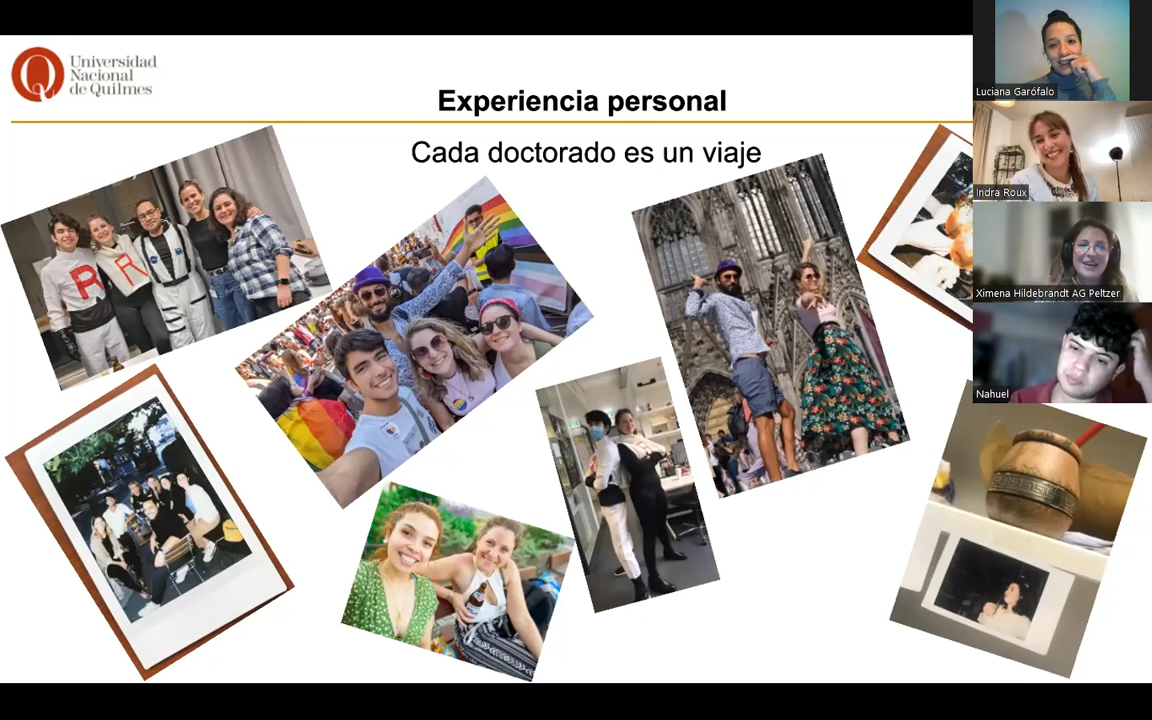 Universidad
Nacional
de Quilmes
Experiencia personal
Cada doctorado es un viaje
R
R
Luciana Garófalo
Indra Roux
Ximena Hildebrandt AG Peltzer
Nahuel